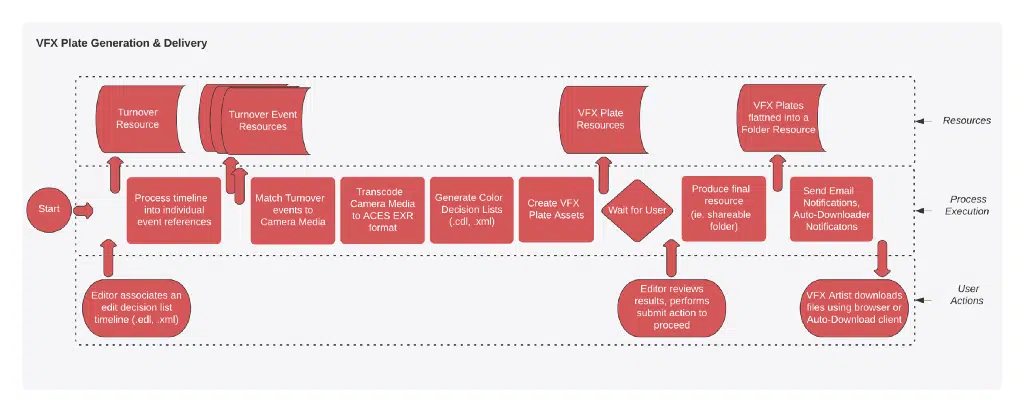 VFX Plate Generation & Delivery
Turnover
Resource
Turnover Event
Resources
VFX Plate
Resources
VFX Plates
flattned into a
Folder Resource
Resources
Start
Process timeline
into individual
event references
Match Turnover
events to
Camera Media
Transcode
Camera Media
to ACES EXR
format
Generate Color
Decision Lists
(.cdl, .xml)
Create VFX
Plate Assets
Wait for User
Produce final
resource
(ie. shareable
folder)
Send Email
Notifications,
Auto-Downloader
Notificatons
Process
Execution
Editor associates an
edit decision list
timeline (.edl, .xml)
Editor reviews
results, performs
submit action to
proceed
VFX Artist downloads
files using browser or
Auto-Download client
User
Actions